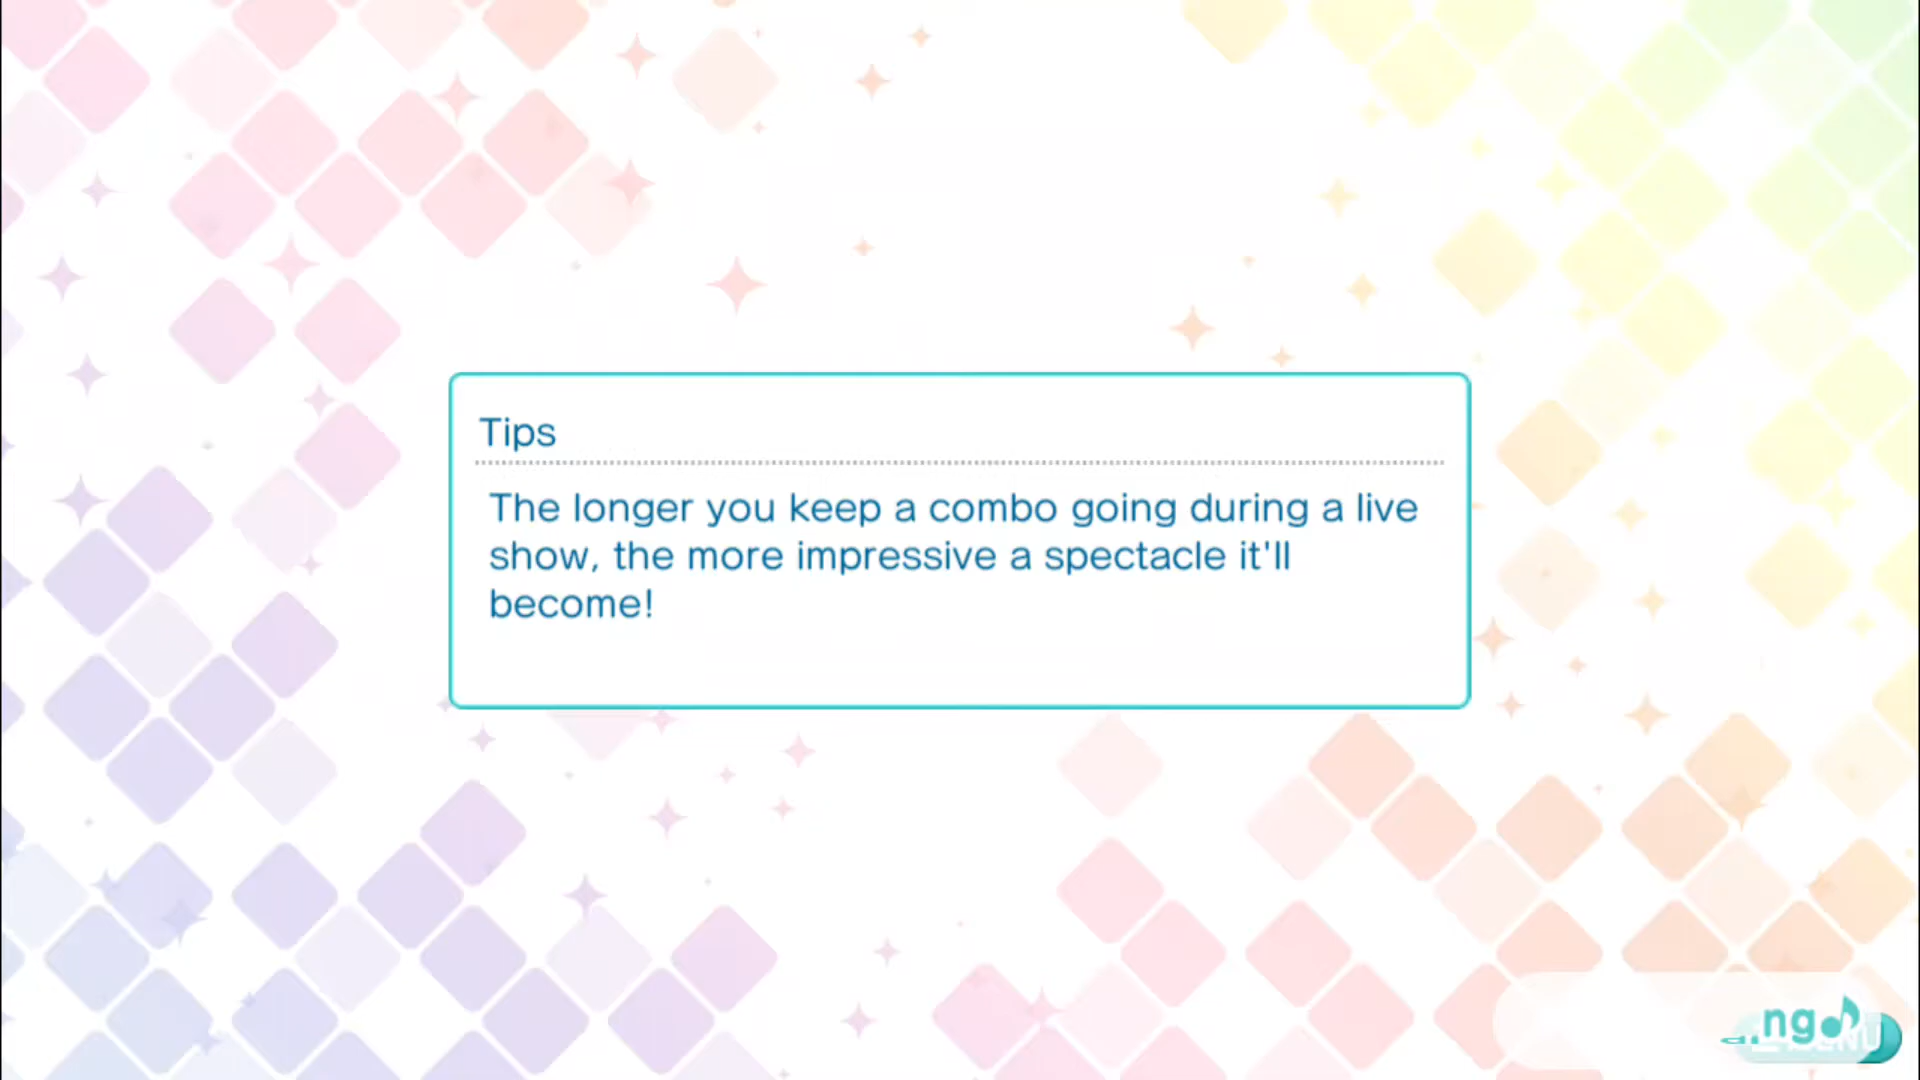 Tips
The longer you keep a combo going during a live
show, the more impressive a spectacle it'll
become!